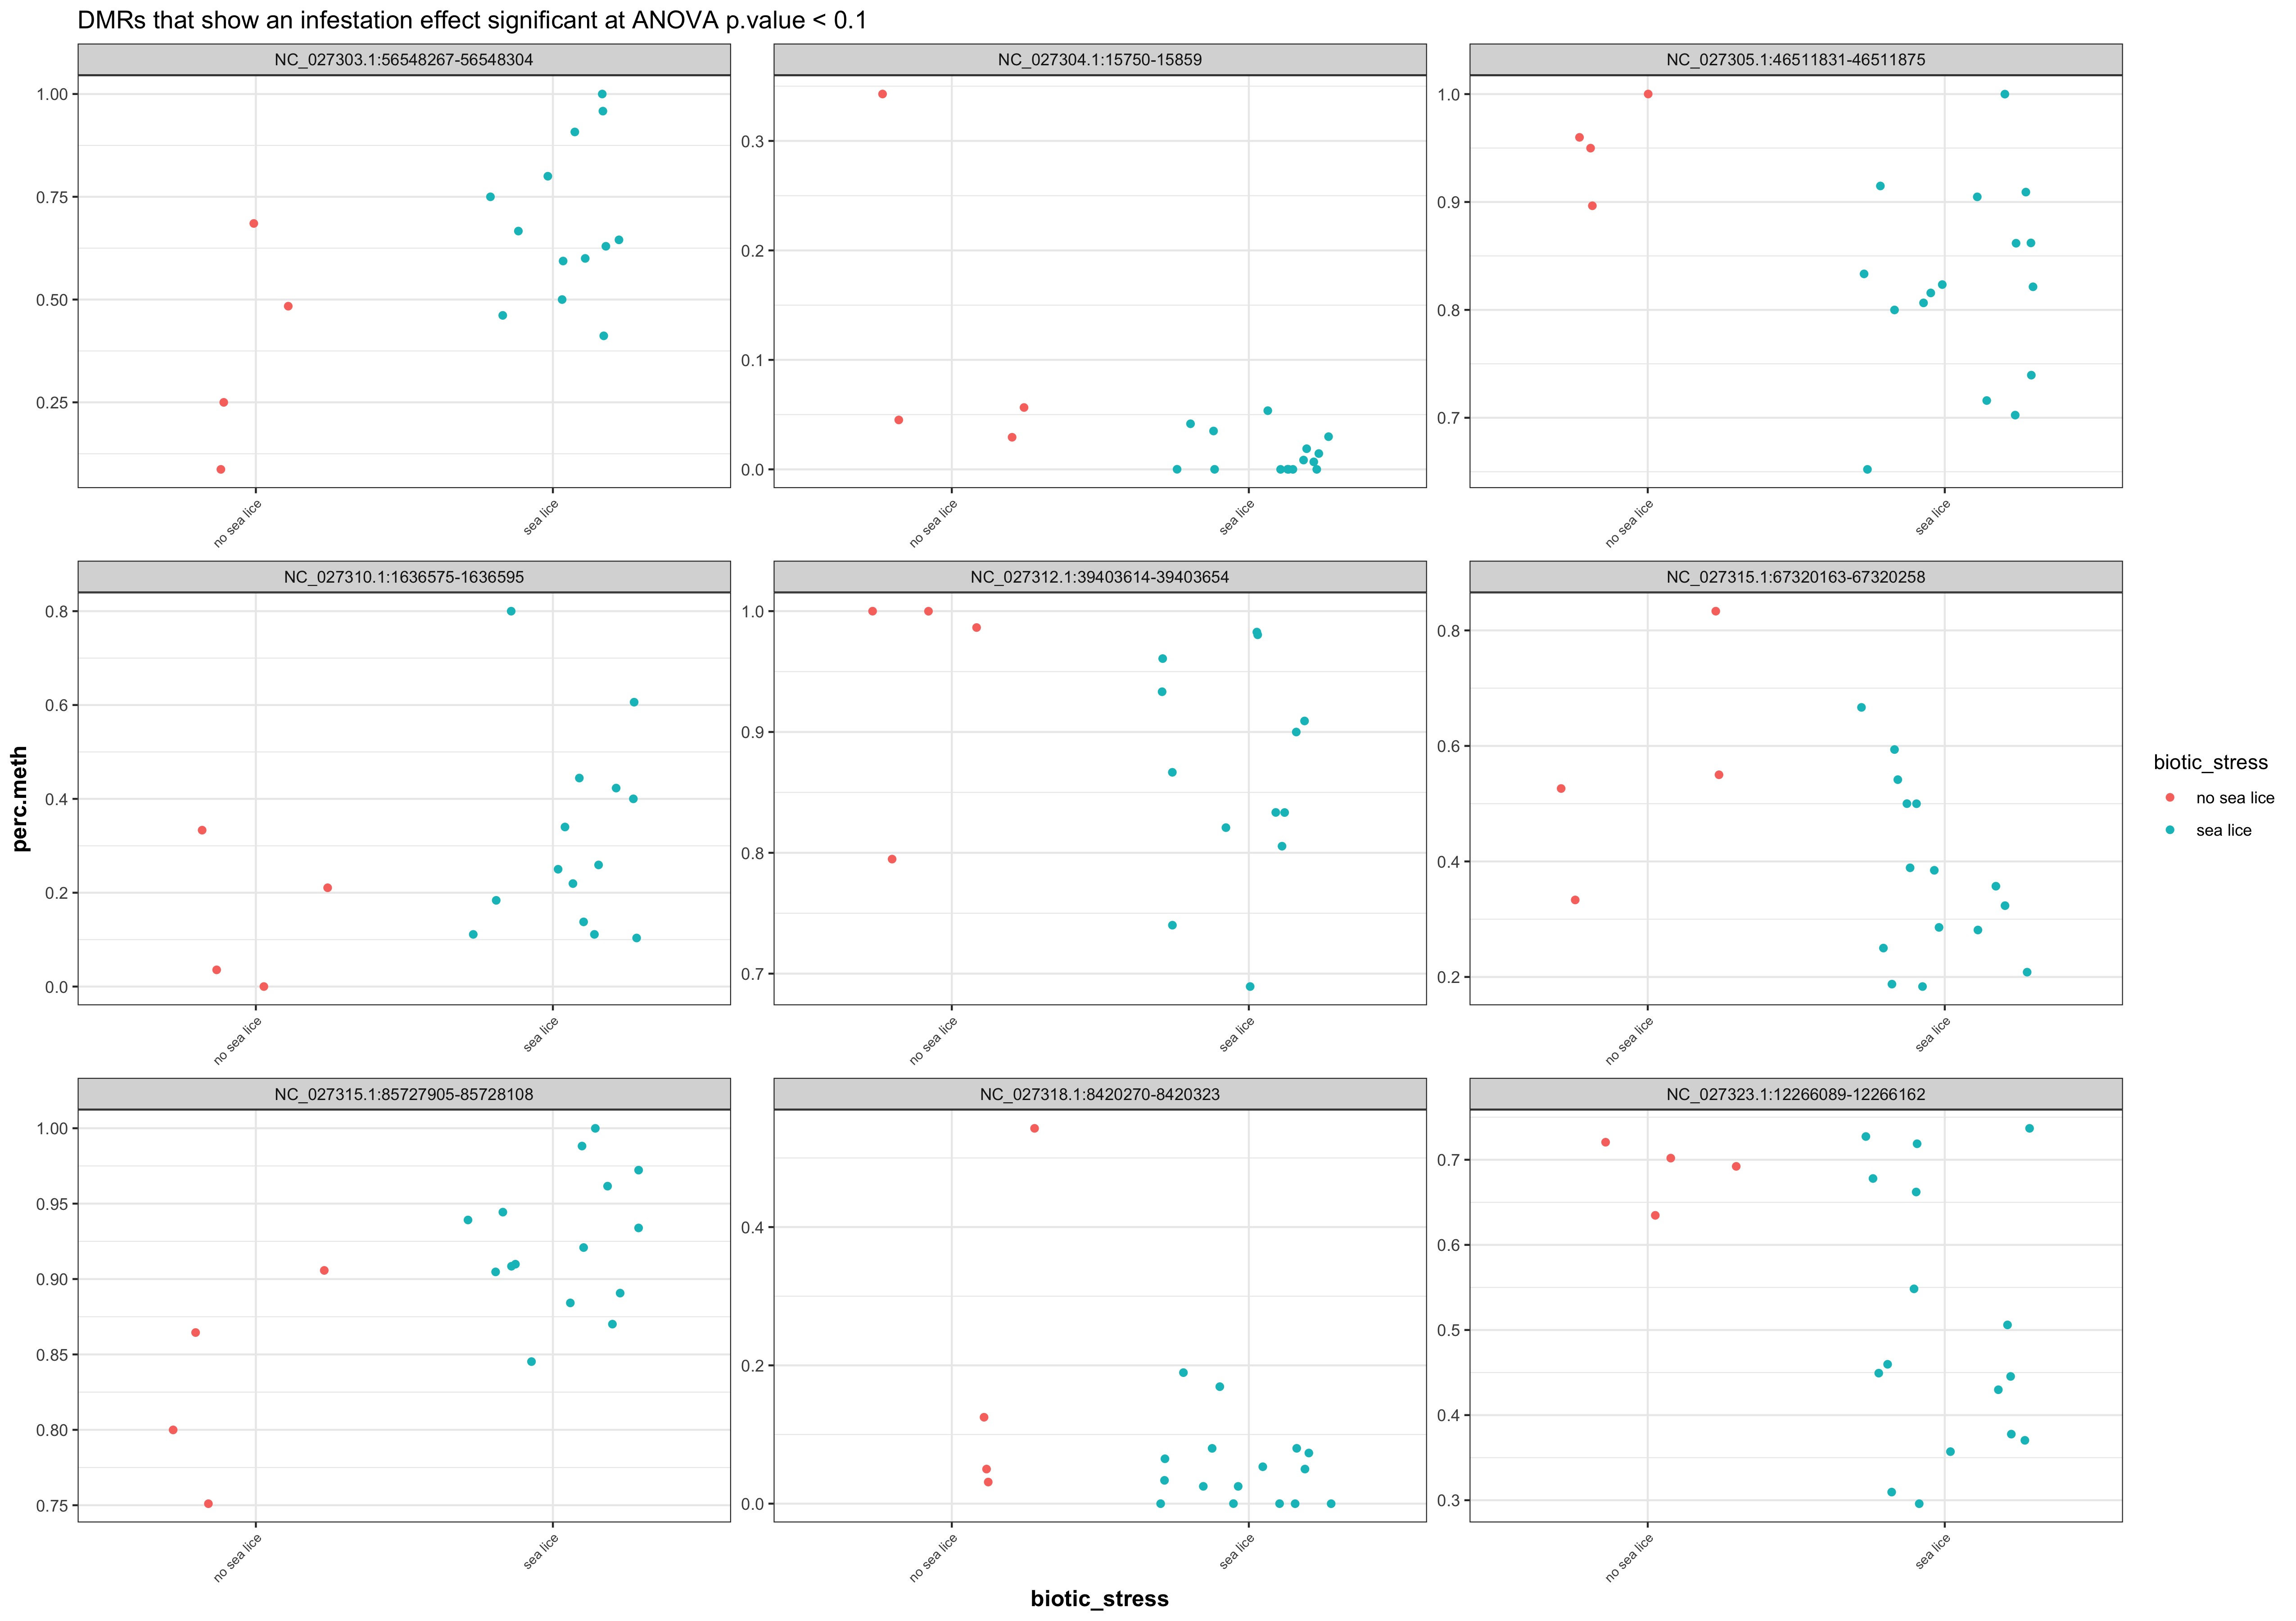 DMRs that show an infestation effect significant at ANOVA p.value < 0.1
NC_027303.1:56548267-56548304
NC_027304.1:15750-15859
NC_027305.1:46511831-46511875
1.00
0.75
0.50
0.25
0.3
0.2
0.1
0.0
1.0
0.9
0.8
0.7
no sea lice
sea lice
no sea lice
sea lice
no sea lice
sea lice
NC_027310.1:1636575-1636595
NC_027312.1:39403614-39403654
NC_027315.1:67320163-67320258
perc.meth
0.8
0.6
0.4
0.2
0.0
1.0
0.9
0.8
0.7
0.8
0.6
0.4
0.2
no sea lice
sea lice
no sea lice
sea lice
no sea lice
sea lice
biotic_stress
no sea lice
sea lice
NC_027315.1:85727905-85728108
NC_027318.1:8420270-8420323
NC_027323.1:12266089-12266162
1.00
0.95
0.90
0.85
0.80
0.75
0.4
0.2
0.0
0.7
0.6
0.5
0.4
0.3
no sea lice
sea lice
no sea lice
sea lice
no sea lice
sea lice
biotic_stress